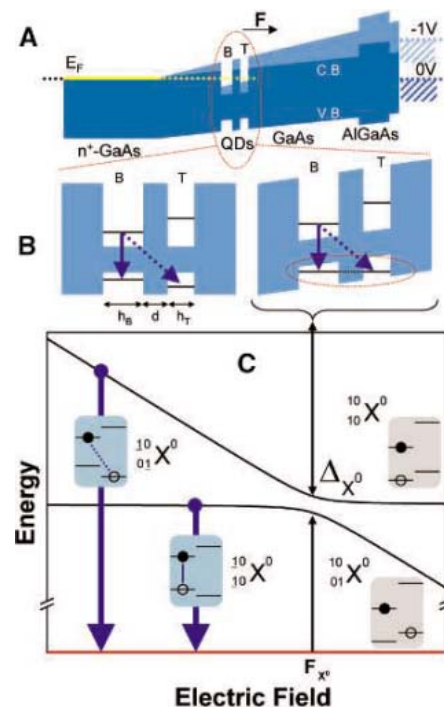 A
E_F
B T
F
-1V
0V
C.B
V.B
n⁺-GaAs
QDs
GaAs
AlGaAs
B
B T
B T
h_B d h_T
C
10
01 X⁰
10
10 X⁰
Δ_X⁰
10
10 X⁰
10
01 X⁰
Energy
F_X⁰
Electric Field